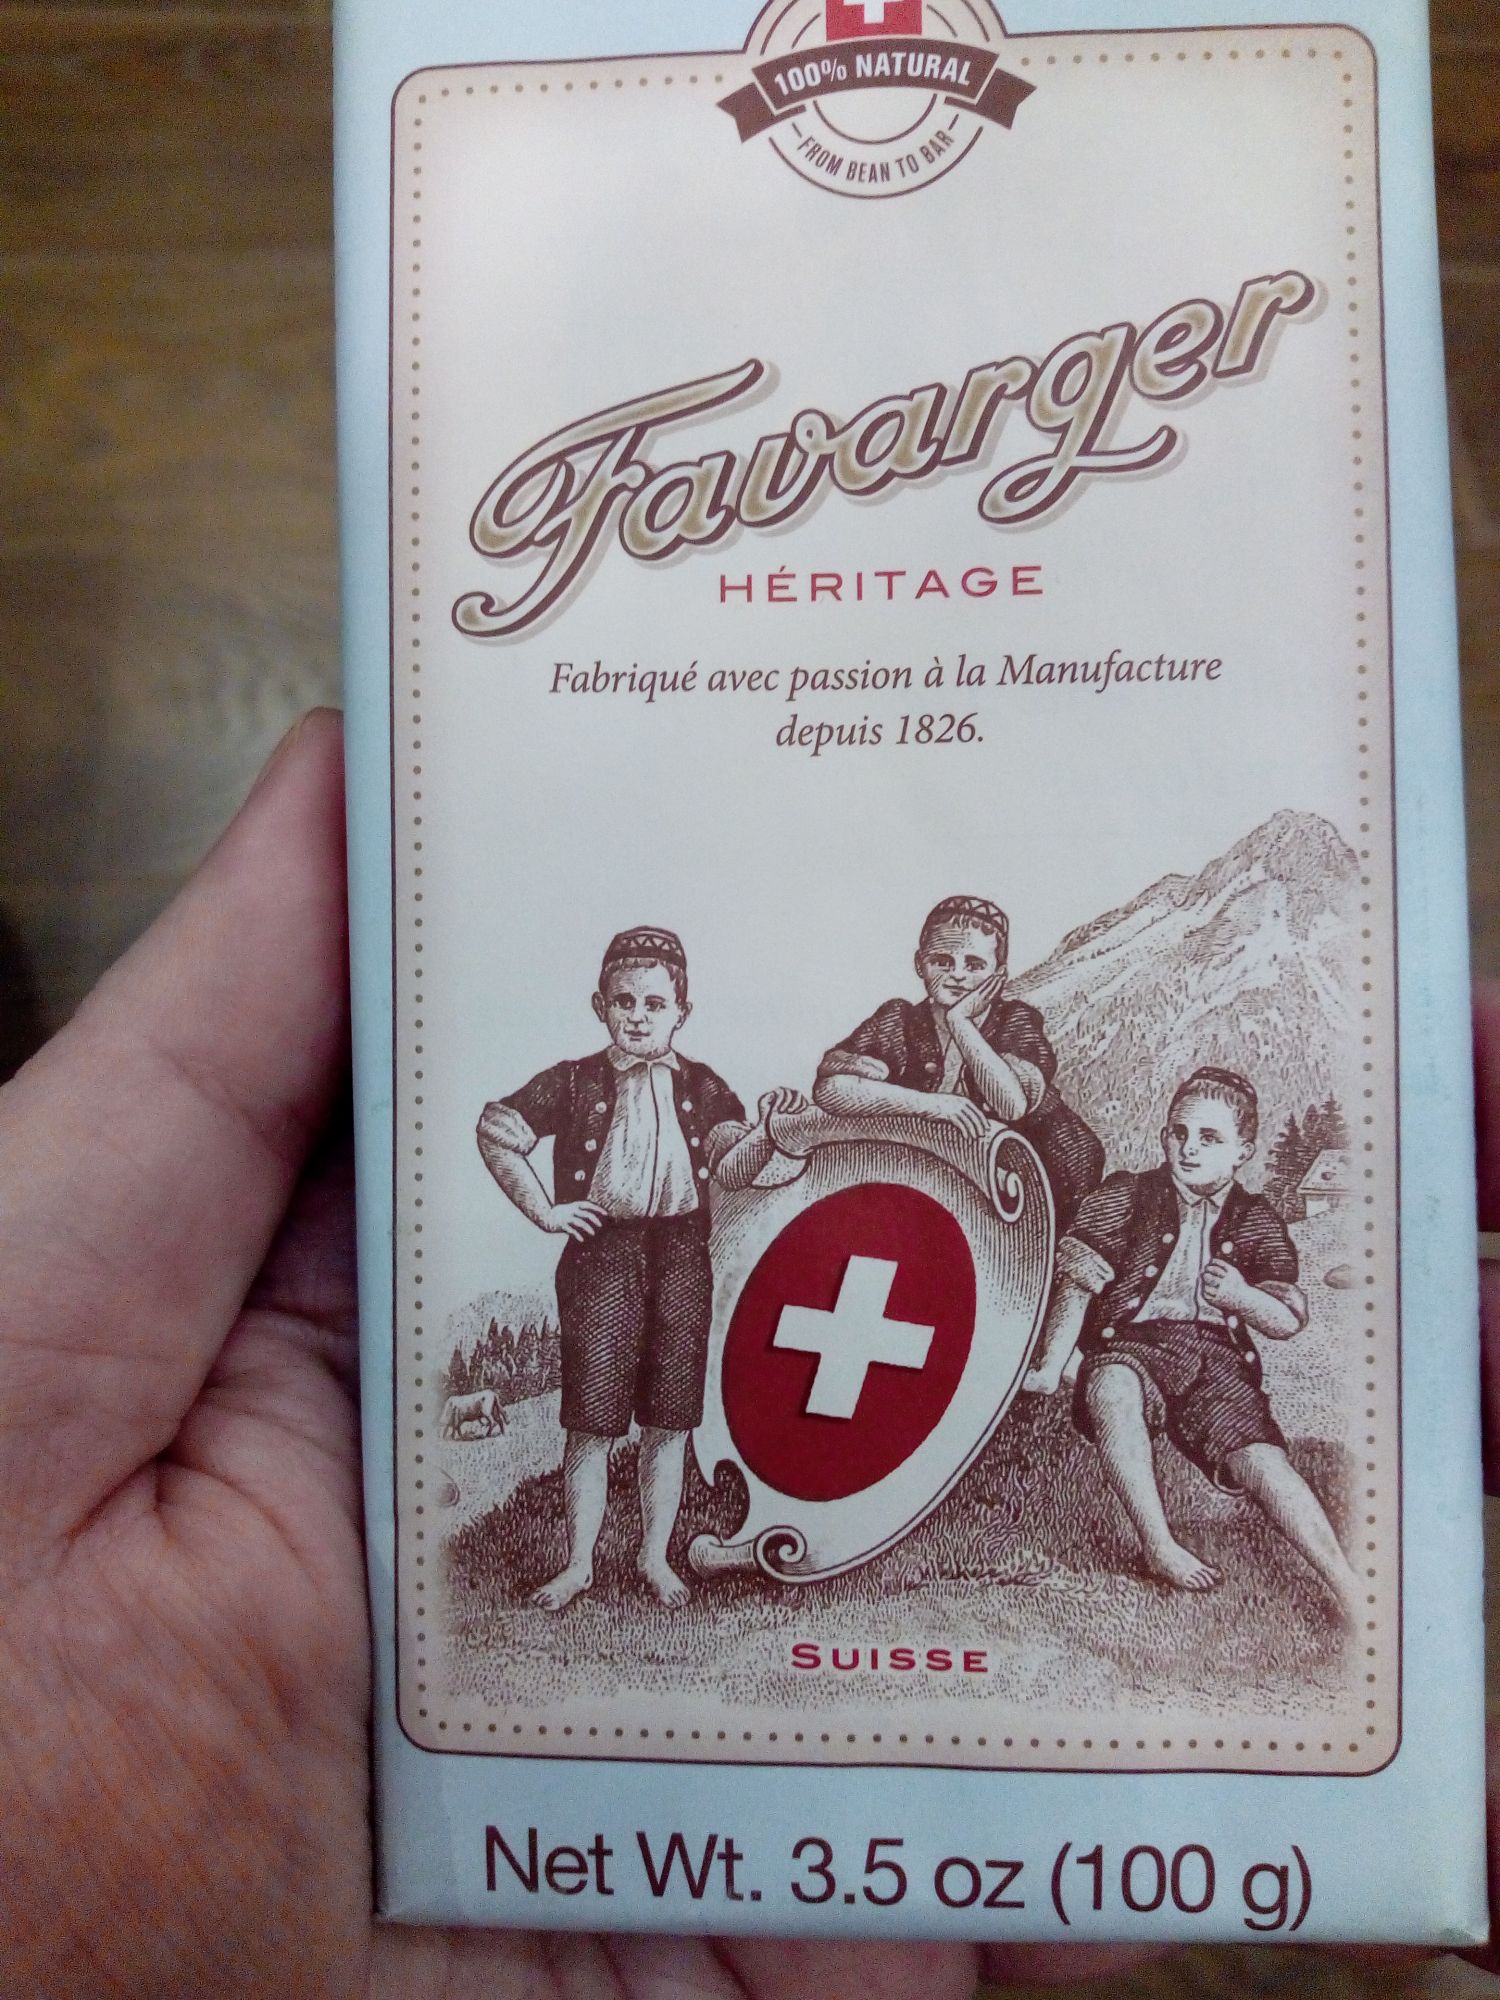 100% NATURAL
FROM BEAN TO BAR
Favarger
HÉRITAGE
Fabriqué avec passion à la Manufacture
depuis 1826.
SUISSE
Net Wt. 3.5 oz (100 g)